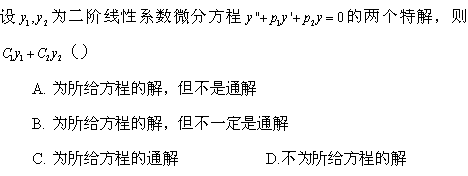 设 y₁,y₂ 为二阶线性系数微分方程 y"+p₁y'+p₂y=0 的两个特解，则
C₁y₁+C₂y₂（）
A. 为所给方程的解，但不是通解
B. 为所给方程的解，但不一定是通解
C. 为所给方程的通解 D.不为所给方程的解